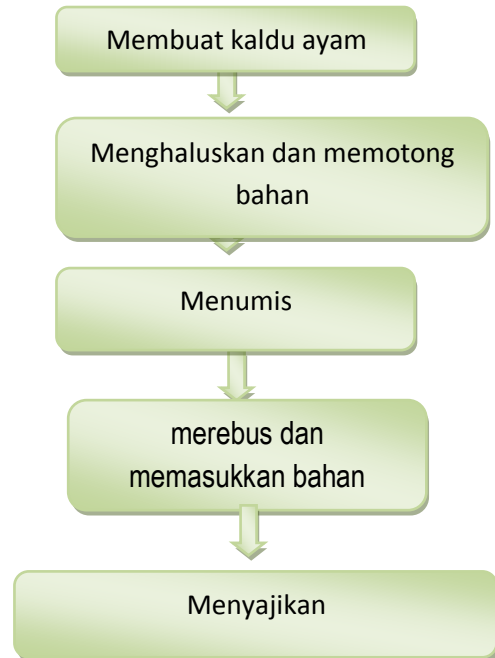 Membuat kaldu ayam
Menghaluskan dan memotong
bahan
Menumis
merebus dan
memasukkan bahan
Menyajikan